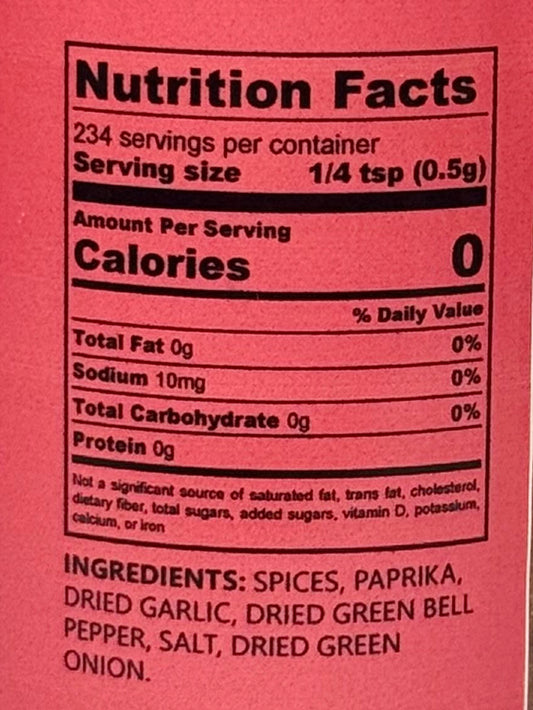 Nutrition Facts
234 servings per container
Serving size 1/4 tsp (0.5g)
Amount Per Serving
Calories 0
% Daily Value
Total Fat 0g 0%
Sodium 10mg 0%
Total Carbohydrate 0g 0%
Protein 0g
Not a significant source of saturated fat, trans fat, cholesterol,
dietary fiber, total sugars, added sugars, vitamin D, potassium,
calcium, or iron
INGREDIENTS: SPICES, PAPRIKA,
DRIED GARLIC, DRIED GREEN BELL
PEPPER, SALT, DRIED GREEN
ONION.